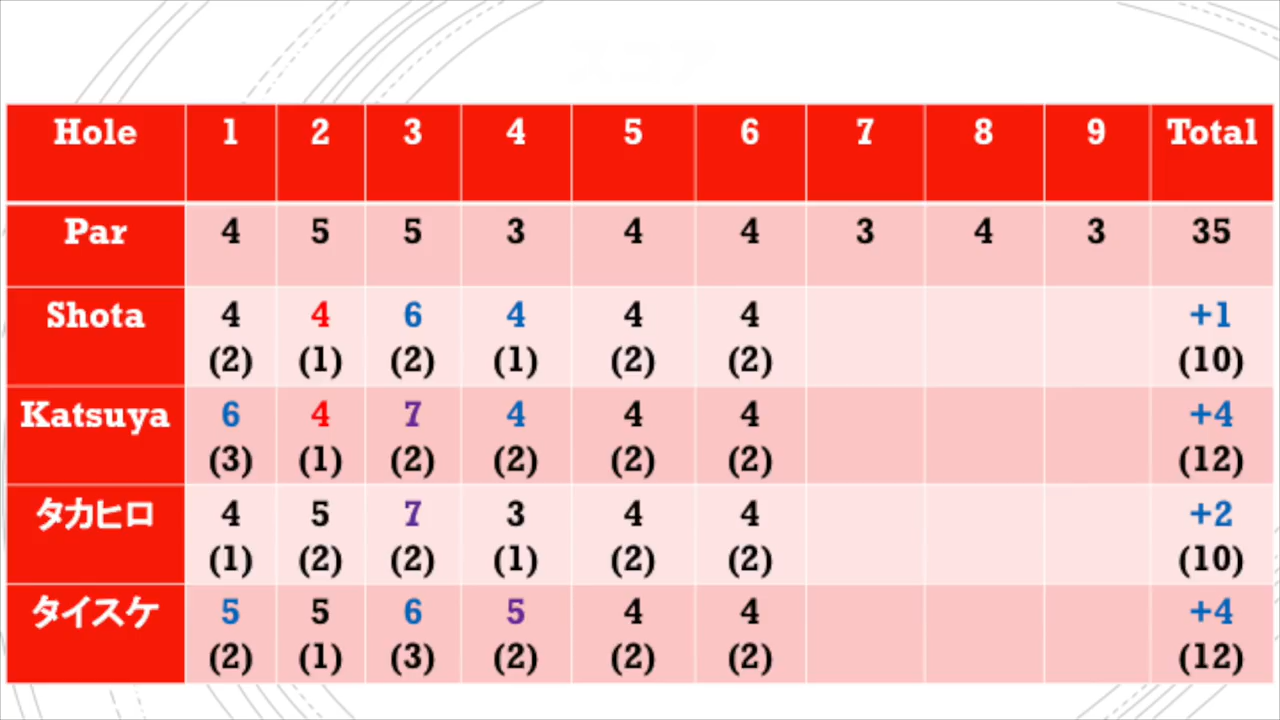 Hole 1 2 3 4 5 6 7 8 9 Total
Par 4 5 5 3 4 4 3 4 3 35
Shota 4 4 6 4 4 4 +1
(2) (1) (2) (1) (2) (2) (10)
Katsuya 6 4 7 4 4 4 +4
(3) (1) (2) (2) (2) (2) (12)
タカヒロ 4 5 7 3 4 4 +2
(1) (2) (2) (1) (2) (2) (10)
タイスケ 5 5 6 5 4 4 +4
(2) (1) (3) (2) (2) (2) (12)